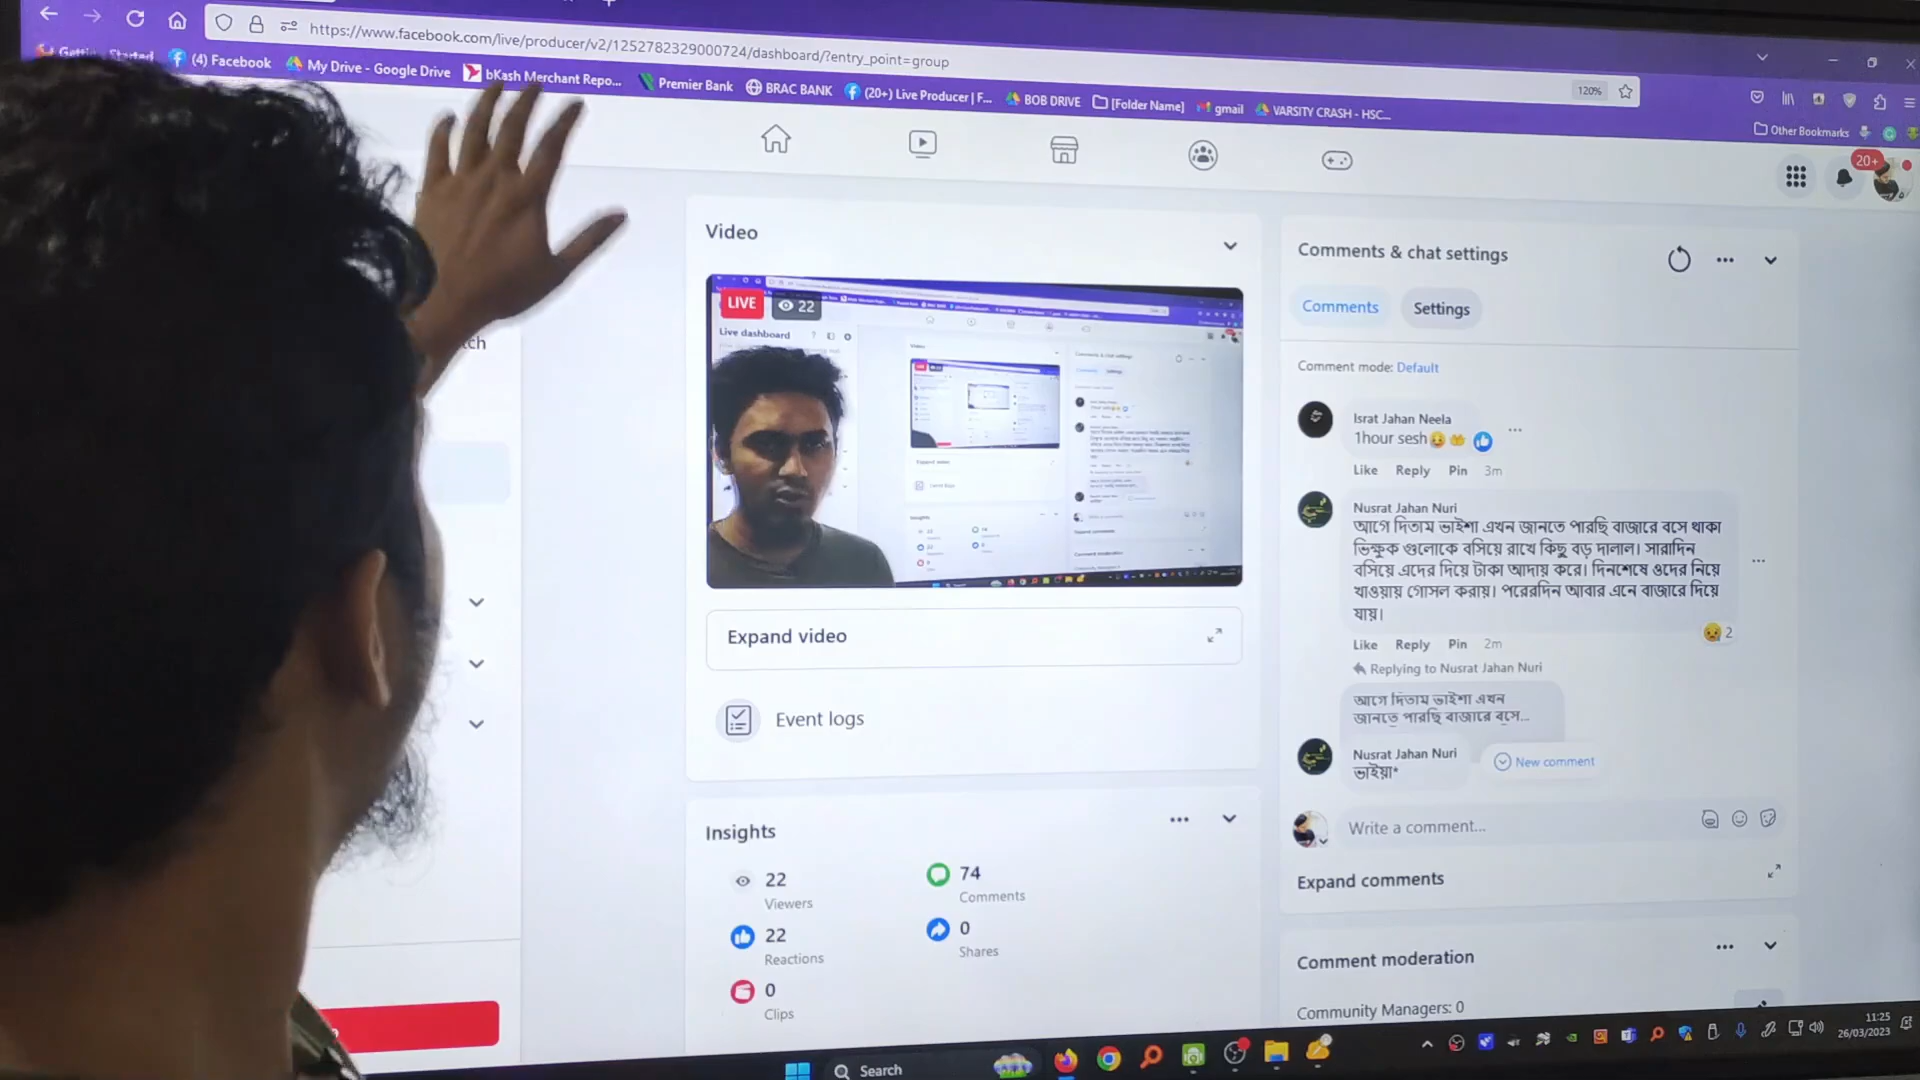 https://www.facebook.com/live/producer/v2/1252782329000724/dashboard/?entry_point=group
120%
Getting Started
(4) Facebook
My Drive - Google Drive
bKash Merchant Repo...
Premier Bank
BRAC BANK
(20+) Live Producer | F...
BOB DRIVE
[Folder Name]
gmail
VARSITY CRASH - HSC...
Other Bookmarks
20+
Video
LIVE
22
Live dashboard
Expand video
Event logs
Insights
22
Viewers
74
Comments
22
Reactions
0
Shares
0
Clips
Comments & chat settings
Comments
Settings
Comment mode: Default
Israt Jahan Neela
1hour sesh😥🤲
Like Reply Pin 3m
Nusrat Jahan Nuri
আগে দিতাম ভাইশা এখন জানতে পারছি বাজারে বসে থাকা
ভিক্ষুক গুলোকে বসিয়ে রাখে কিছু বড় দালাল। সারাদিন
বসিয়ে এদের দিয়ে টাকা আদায় করে। দিনশেষে ওদের নিয়ে
খাওয়ায় গোসল করায়। পরেরদিন আবার এনে বাজারে দিয়ে
যায়।
2
Like Reply Pin 2m
Replying to Nusrat Jahan Nuri
আগে দিতাম ভাইশা এখন
জানতে পারছি বাজারে বসে...
Nusrat Jahan Nuri
ভাইয়া*
New comment
Write a comment...
Expand comments
Comment moderation
Community Managers: 0
Search
11:25
26/03/2023